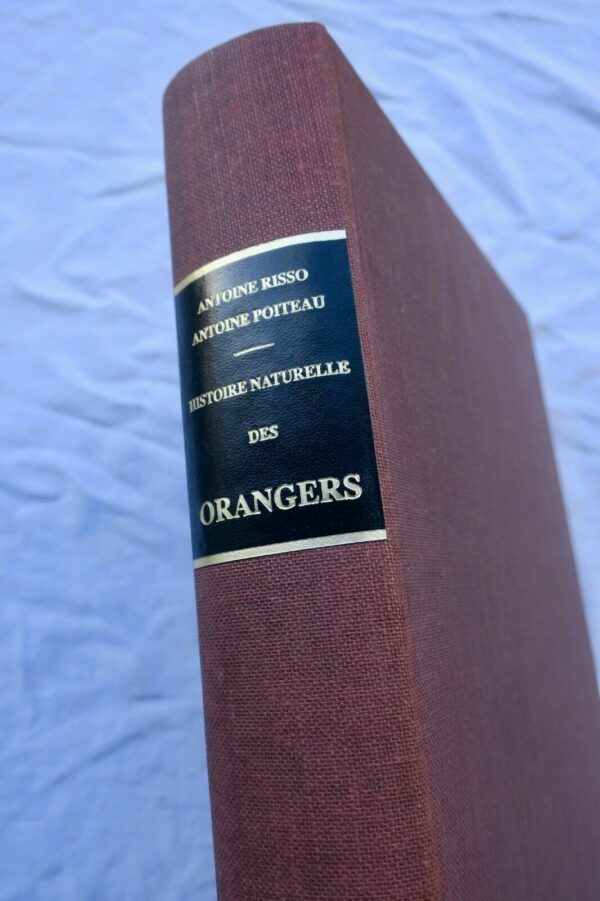 ANTOINE RISSO
ANTOINE POITEAU
HISTOIRE NATURELLE
DES
ORANGERS